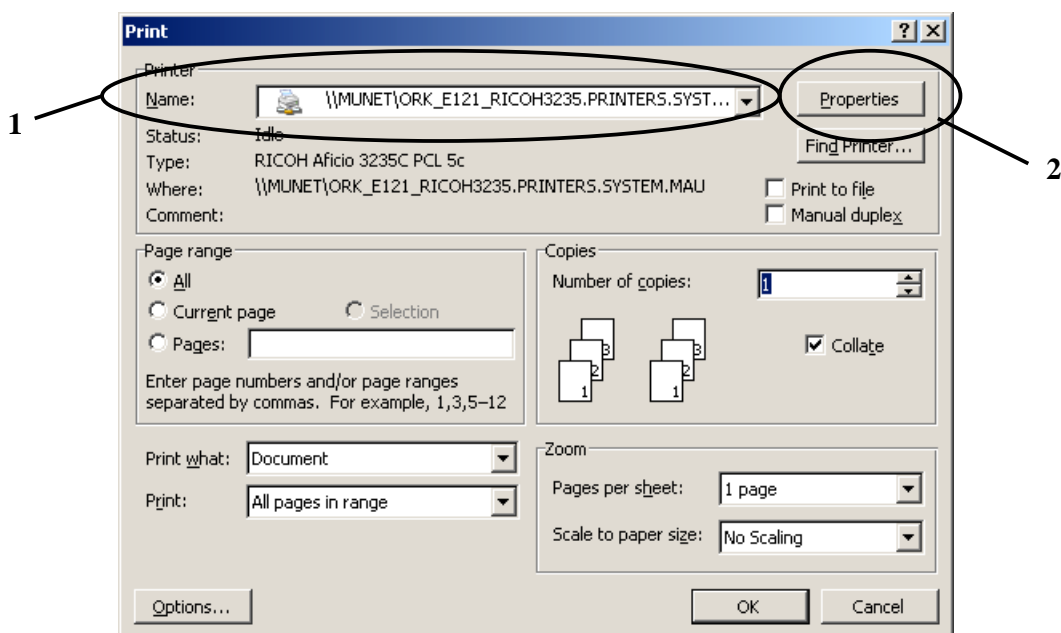 Print
Printer
Name: \\MUNET\ORK_E121_RICOH3235.PRINTERS.SYST... Properties
1
Status: Idle
Find Printer...
Type: RICOH Aficio 3235C PCL 5c
2
Where: \\MUNET\ORK_E121_RICOH3235.PRINTERS.SYSTEM.MAU Print to file
Comment: Manual duplex
Page range
All
Current page Selection
Pages:
Enter page numbers and/or page ranges
separated by commas. For example, 1,3,5–12
Copies
Number of copies: 1
3 3
2 2
1 1
Collate
Print what: Document
Print: All pages in range
Zoom
Pages per sheet: 1 page
Scale to paper size: No Scaling
Options... OK Cancel